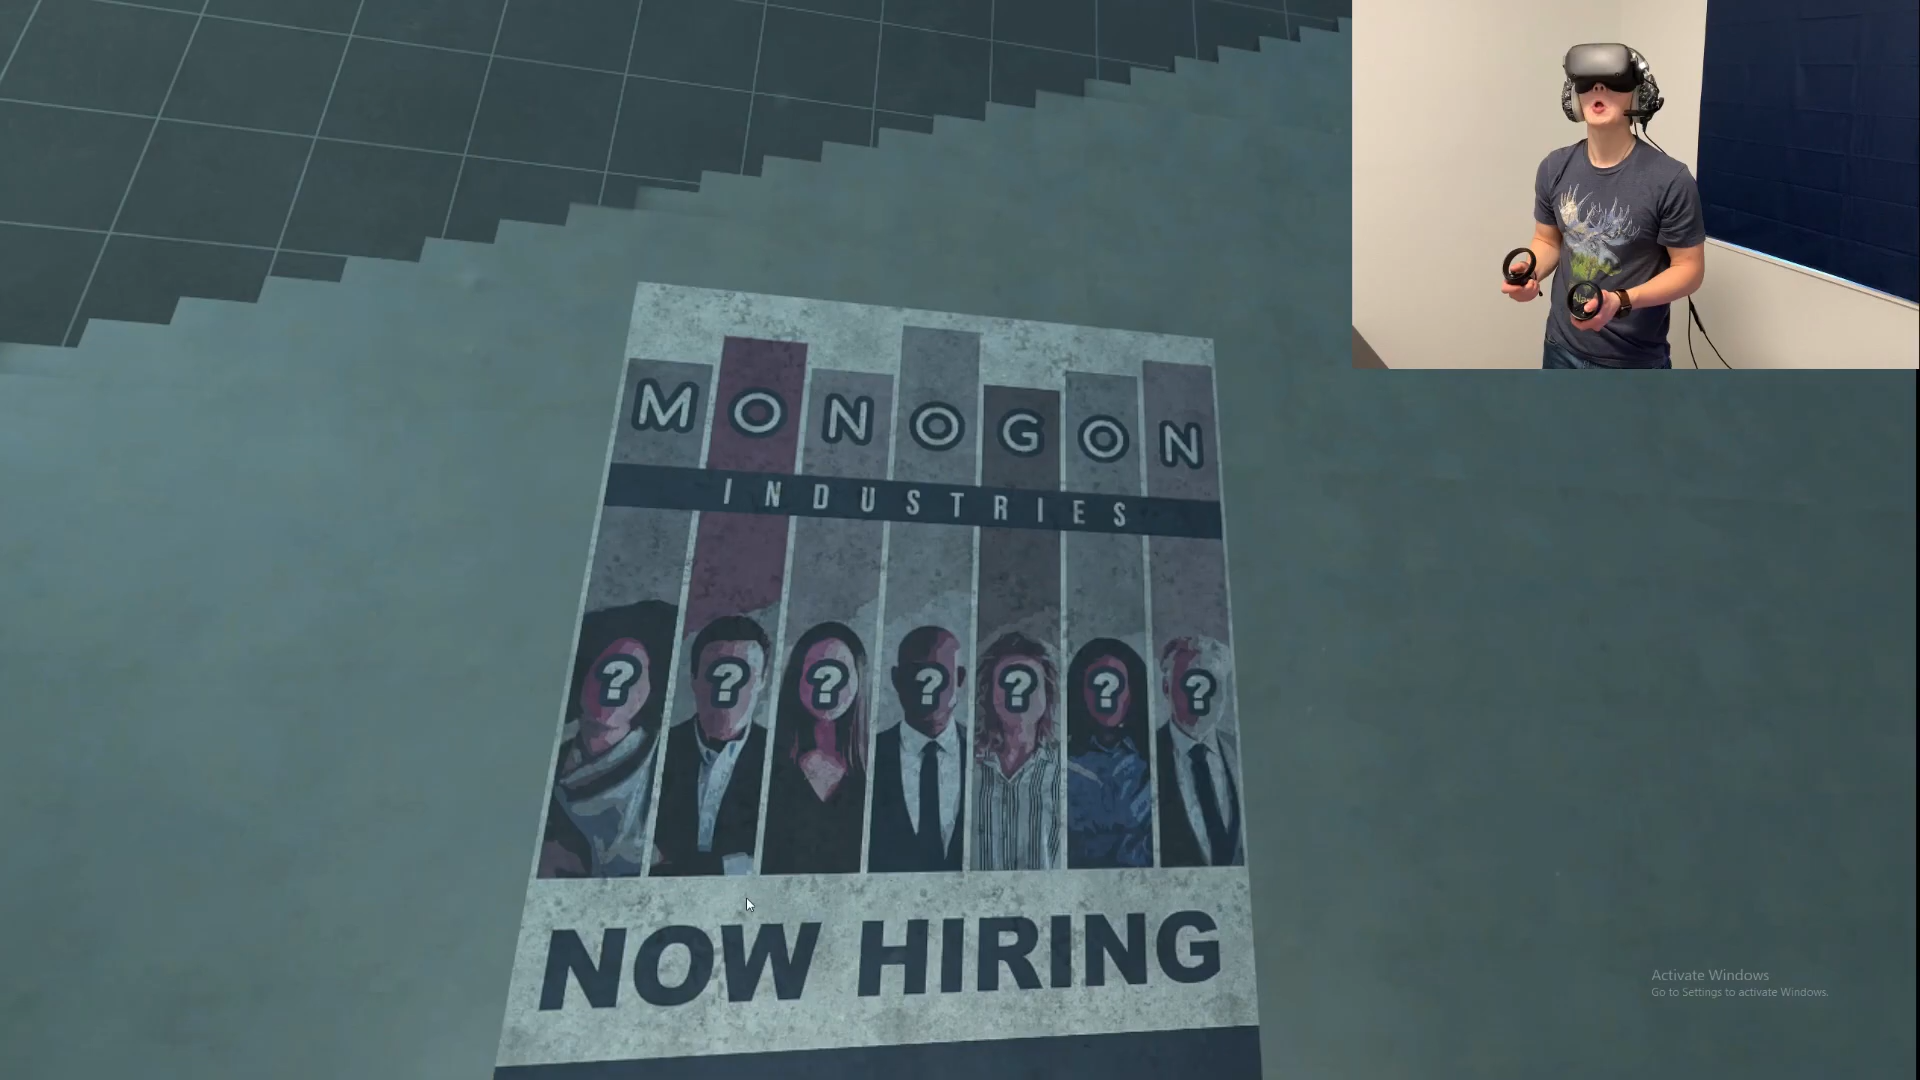 MONOGON
INDUSTRIES
? ? ? ? ? ? ?
NOW HIRING
Activate Windows
Go to Settings to activate Windows.